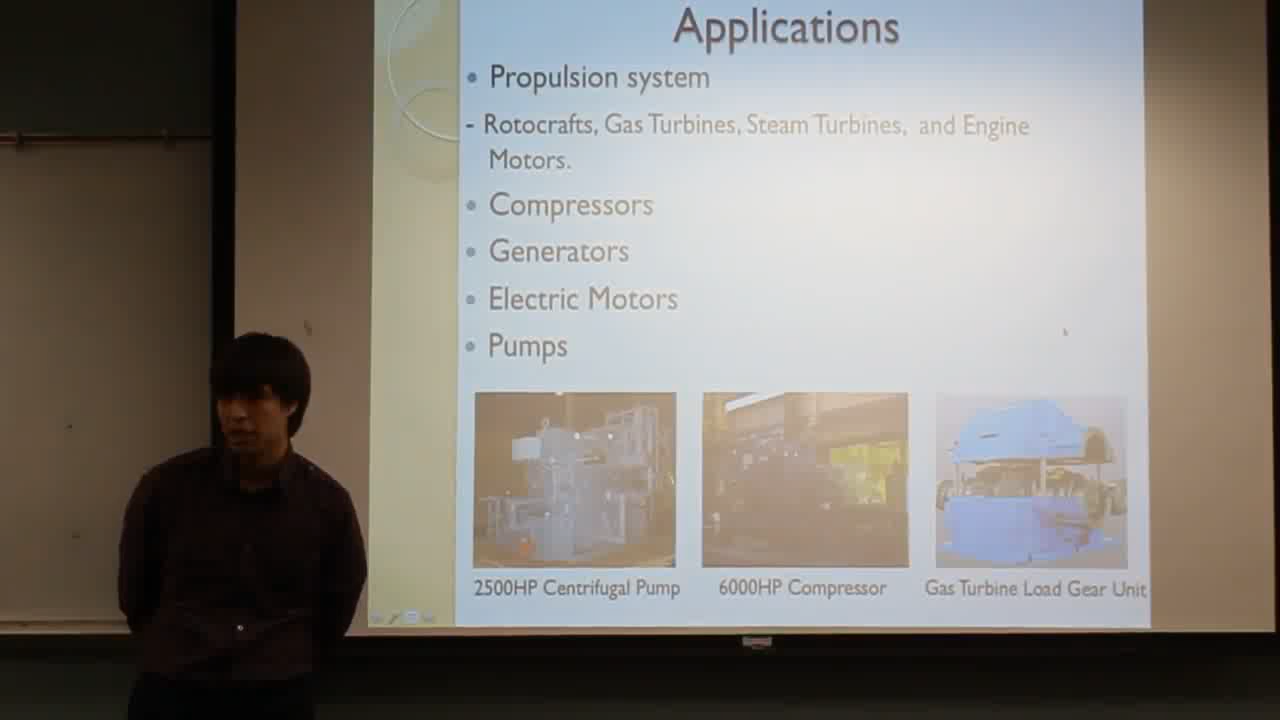 Applications
• Propulsion system
- Rotocrafts, Gas Turbines, Steam Turbines, and Engine
Motors.
• Compressors
• Generators
• Electric Motors
• Pumps
2500HP Centrifugal Pump
6000HP Compressor
Gas Turbine Load Gear Unit